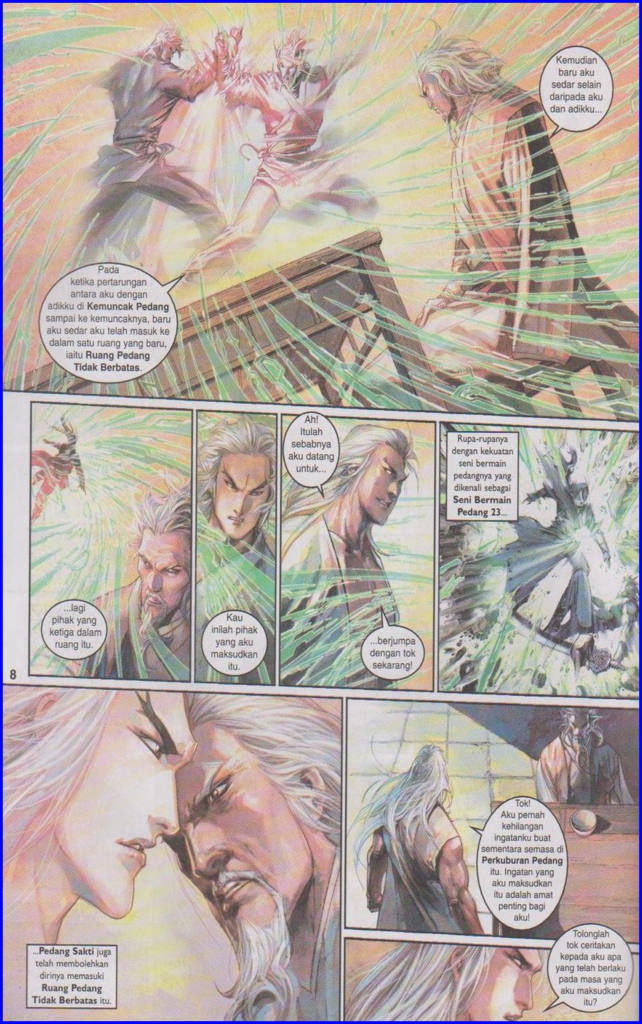 Kemudian
baru aku
sedar selain
daripada aku
dan adikku...
Pada
ketika pertarungan
antara aku dengan
adikku di Kemuncak Pedang
sampai ke kemuncaknya, baru
aku sedar aku telah masuk ke
dalam satu ruang yang baru,
iaitu Ruang Pedang
Tidak Berbatas.
...lagi
pihak yang
ketiga dalam
ruang itu.
Kau
inilah pihak
yang aku
maksudkan
itu.
Ah!
Itulah
sebabnya
aku datang
untuk...
...berjumpa
dengan tok
sekarang!
Rupa-rupanya
dengan kekuatan
seni bermain
pedangnya yang
dikenali sebagai
Seni Bermain
Pedang 23...
8
...Pedang Sakti juga
telah membolehkan
dirinya memasuki
Ruang Pedang
Tidak Berbatas itu.
Tok!
Aku pernah
kehilangan
ingatanku buat
sementara semasa di
Perkuburan Pedang
itu. Ingatan yang
aku maksudkan
itu adalah amat
penting bagi
aku!
Tolonglah
tok ceritakan
kepada aku apa
yang telah berlaku
pada masa yang
aku maksudkan
itu?